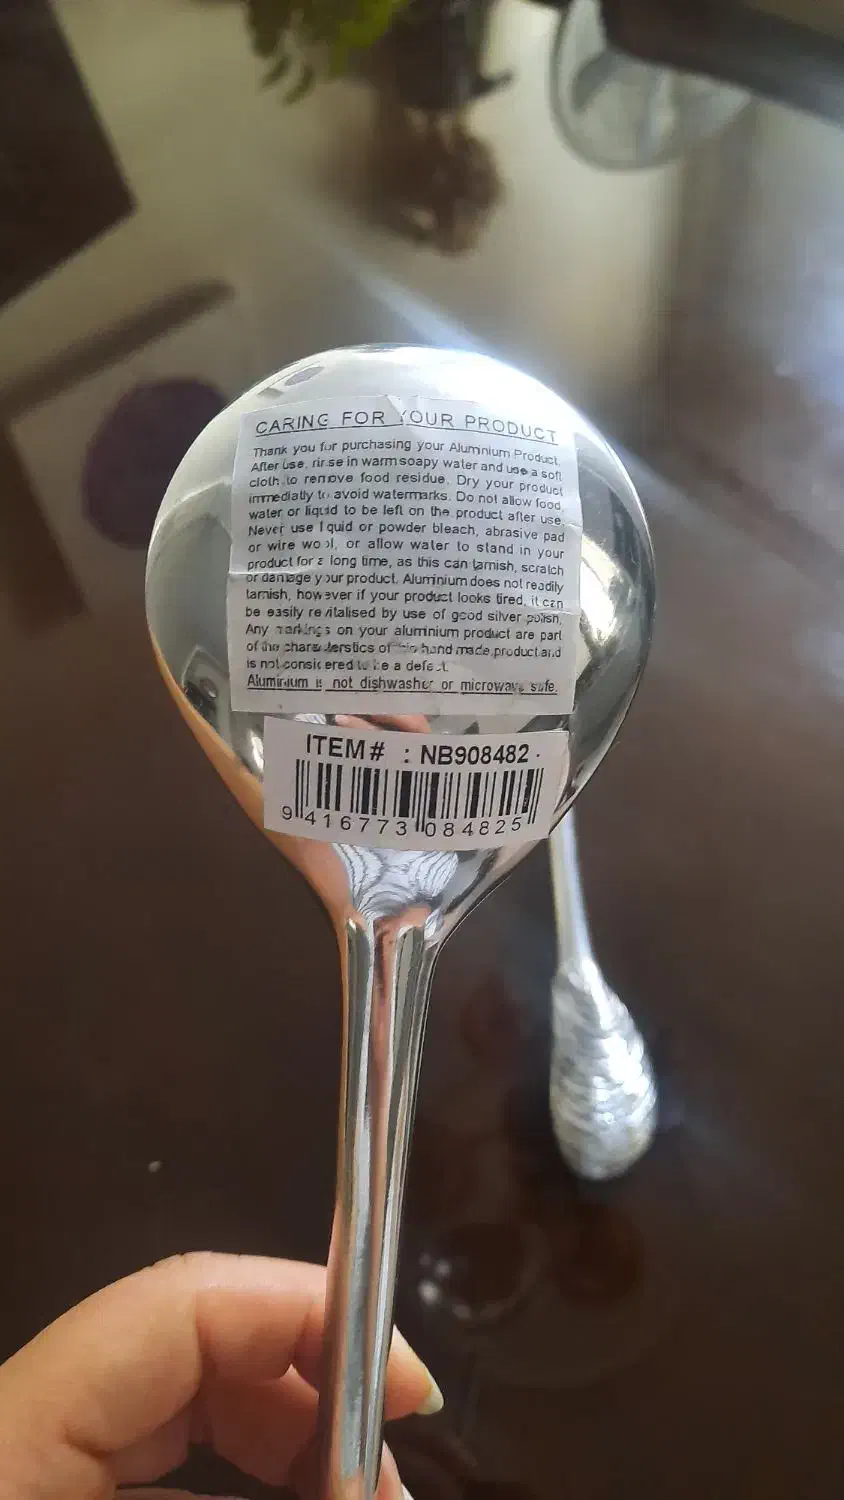 CARING FOR YOUR PRODUCT
Thank you for purchasing your Aluminium Product.
After use, rinse in warm soapy water and use a soft
cloth to remove food residue. Dry your product
immediatly to avoid watermarks. Do not allow food,
water or liquid to be left on the product after use.
Never use liquid or powder bleach, abrasive pad
or wire wool, or allow water to stand in your
product for a long time, as this can tarnish, scratch
or damage your product. Aluminium does not readily
tarnish, however if your product looks tired, it can
be easily revitalised by use of good silver polish.
Any markings on your aluminium product are part
of the characterstics of this hand made product and
is not considered to be a defect.
Aluminium is not dishwasher or microwave safe.
ITEM# : NB908482
9 416773 084825